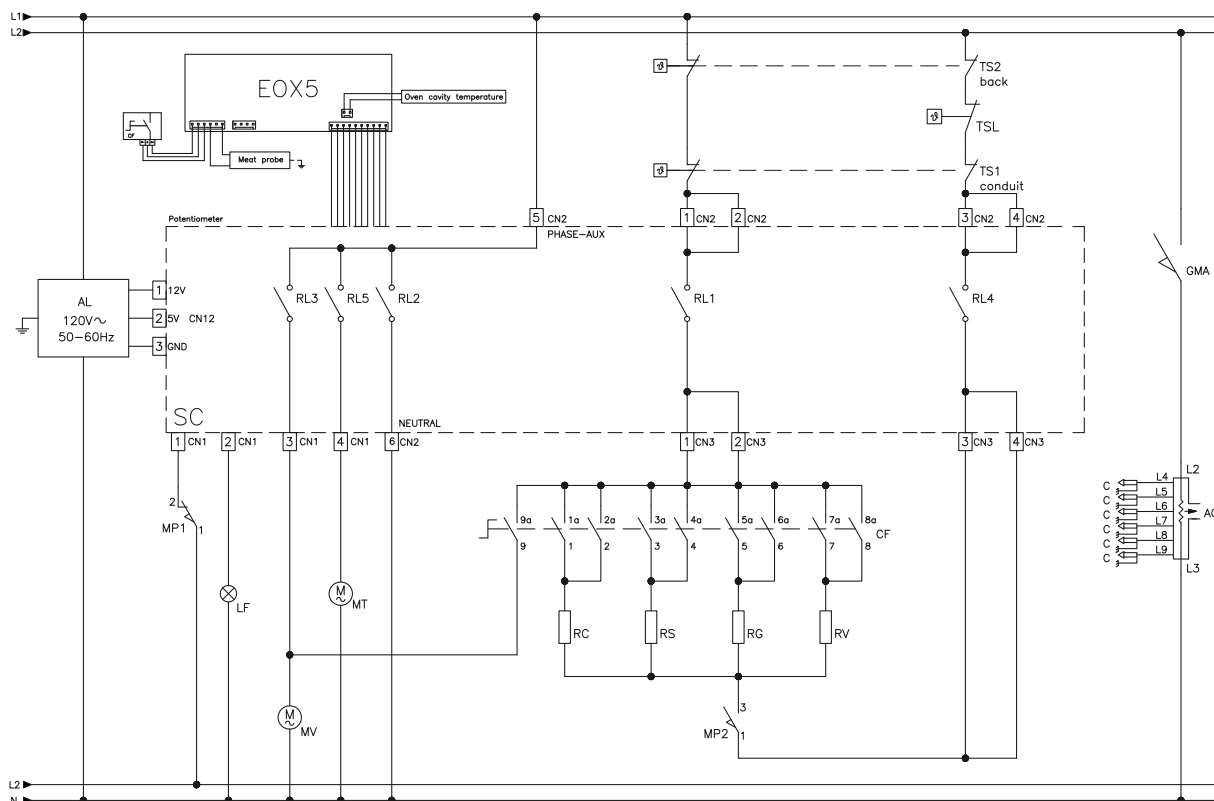 L1
L2
EOX5
Oven cavity temperature
OF
Meat probe
TS2
back
TSL
TS1
conduit
Potentiometer
5 CN2
1 CN2
2 CN2
3 CN2
4 CN2
PHASE-AUX
GMA
AL
120V~
50-60Hz
1 12V
2 5V CN12
3 GND
RL3
RL5
RL2
RL1
RL4
SC
NEUTRAL
1 CN1
2 CN1
3 CN1
4 CN1
6 CN2
1 CN3
2 CN3
3 CN3
4 CN3
L2
C L4
C L5
C L6
C L7
C L8
C L9
AC
L3
2
MP1
1
9a
1a
2a
3a
4a
5a
6a
7a
8a
CF
9
1
2
3
4
5
6
7
8
LF
M
MT
RC
RS
RG
RV
M
MV
3
MP2
1
L2
N